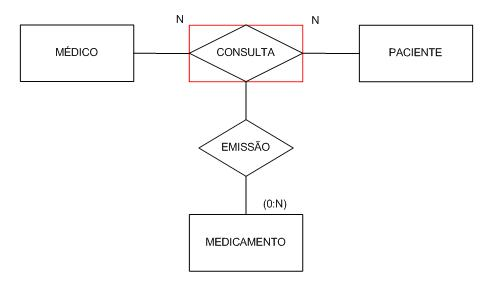 N
N
MÉDICO
CONSULTA
PACIENTE
EMISSÃO
(0:N)
MEDICAMENTO